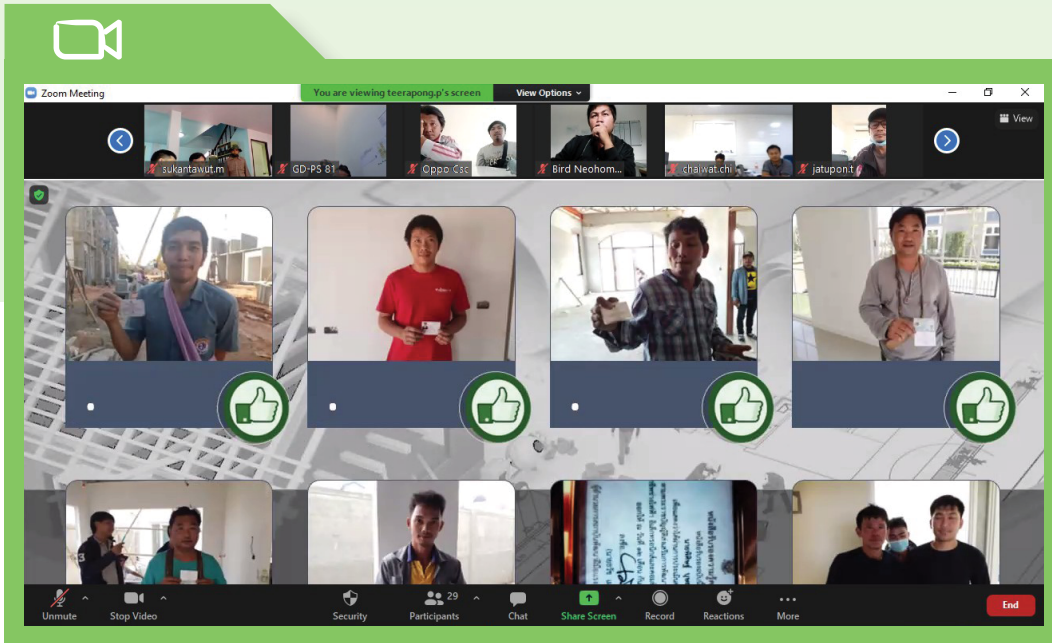 Zoom Meeting
You are viewing teerapong.p's screen
View Options
View
sukantawut.m
GD-PS 81
Oppo Csc
Bird Neohom...
chaiwat.chi
jatupon.t
Unmute
Stop Video
Security
29
Participants
Chat
Share Screen
Record
Reactions
More
End